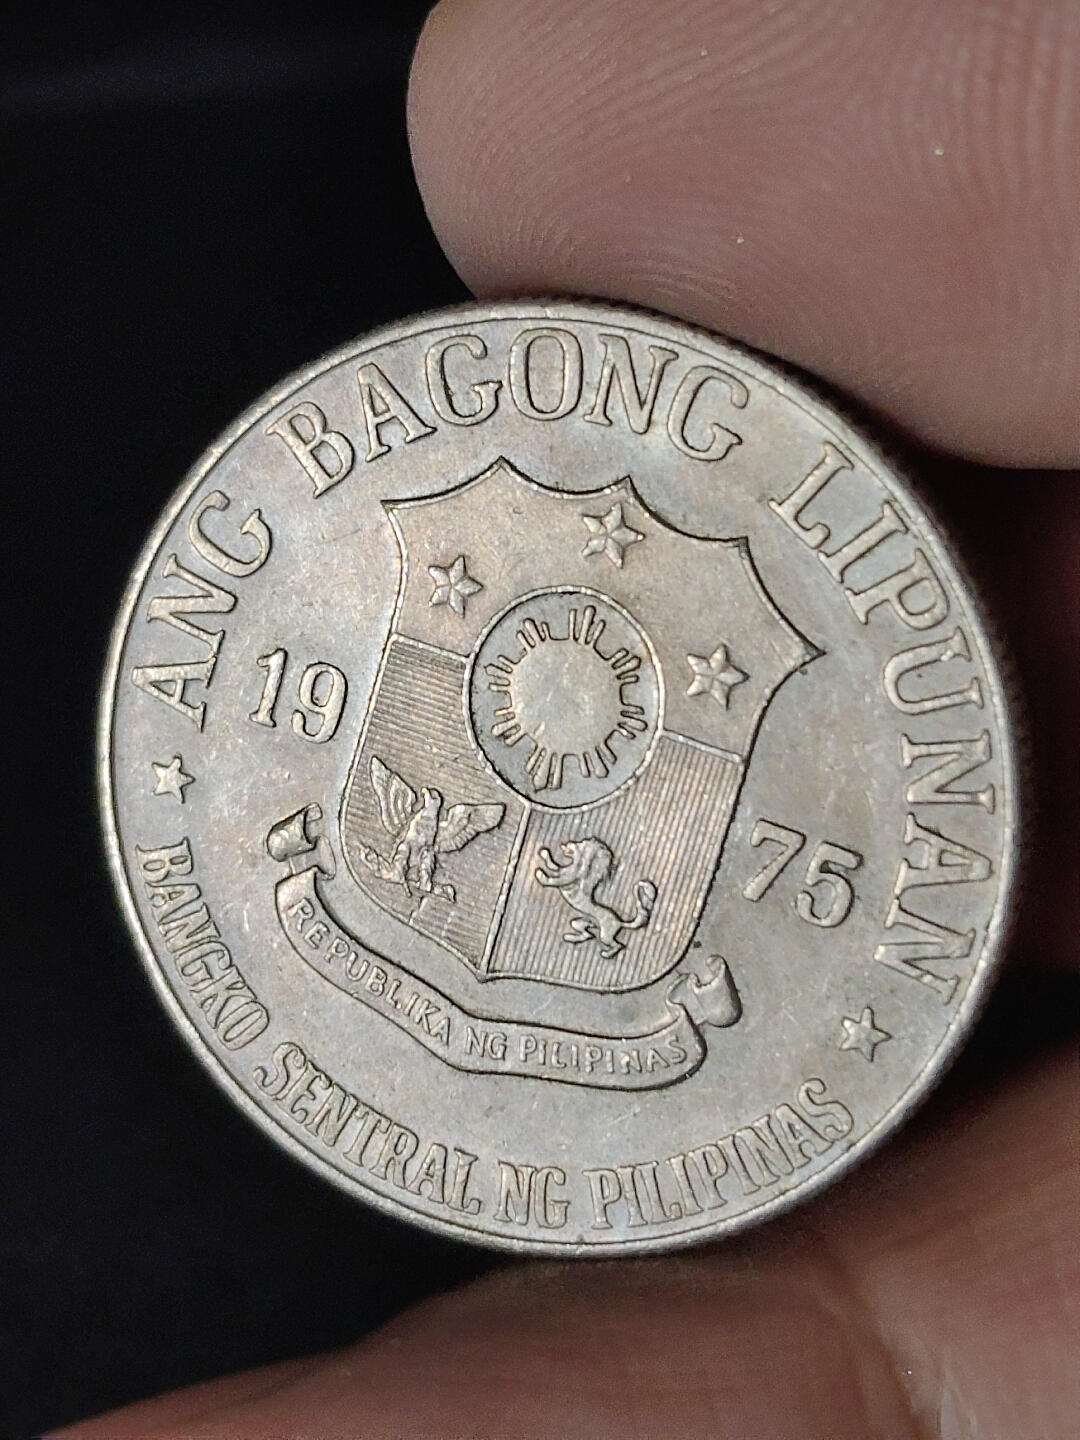 ANG BAGONG LIPUNAN
19 75
REPUBLIKA NG PILIPINAS
BANGKO SENTRAL NG PILIPINAS